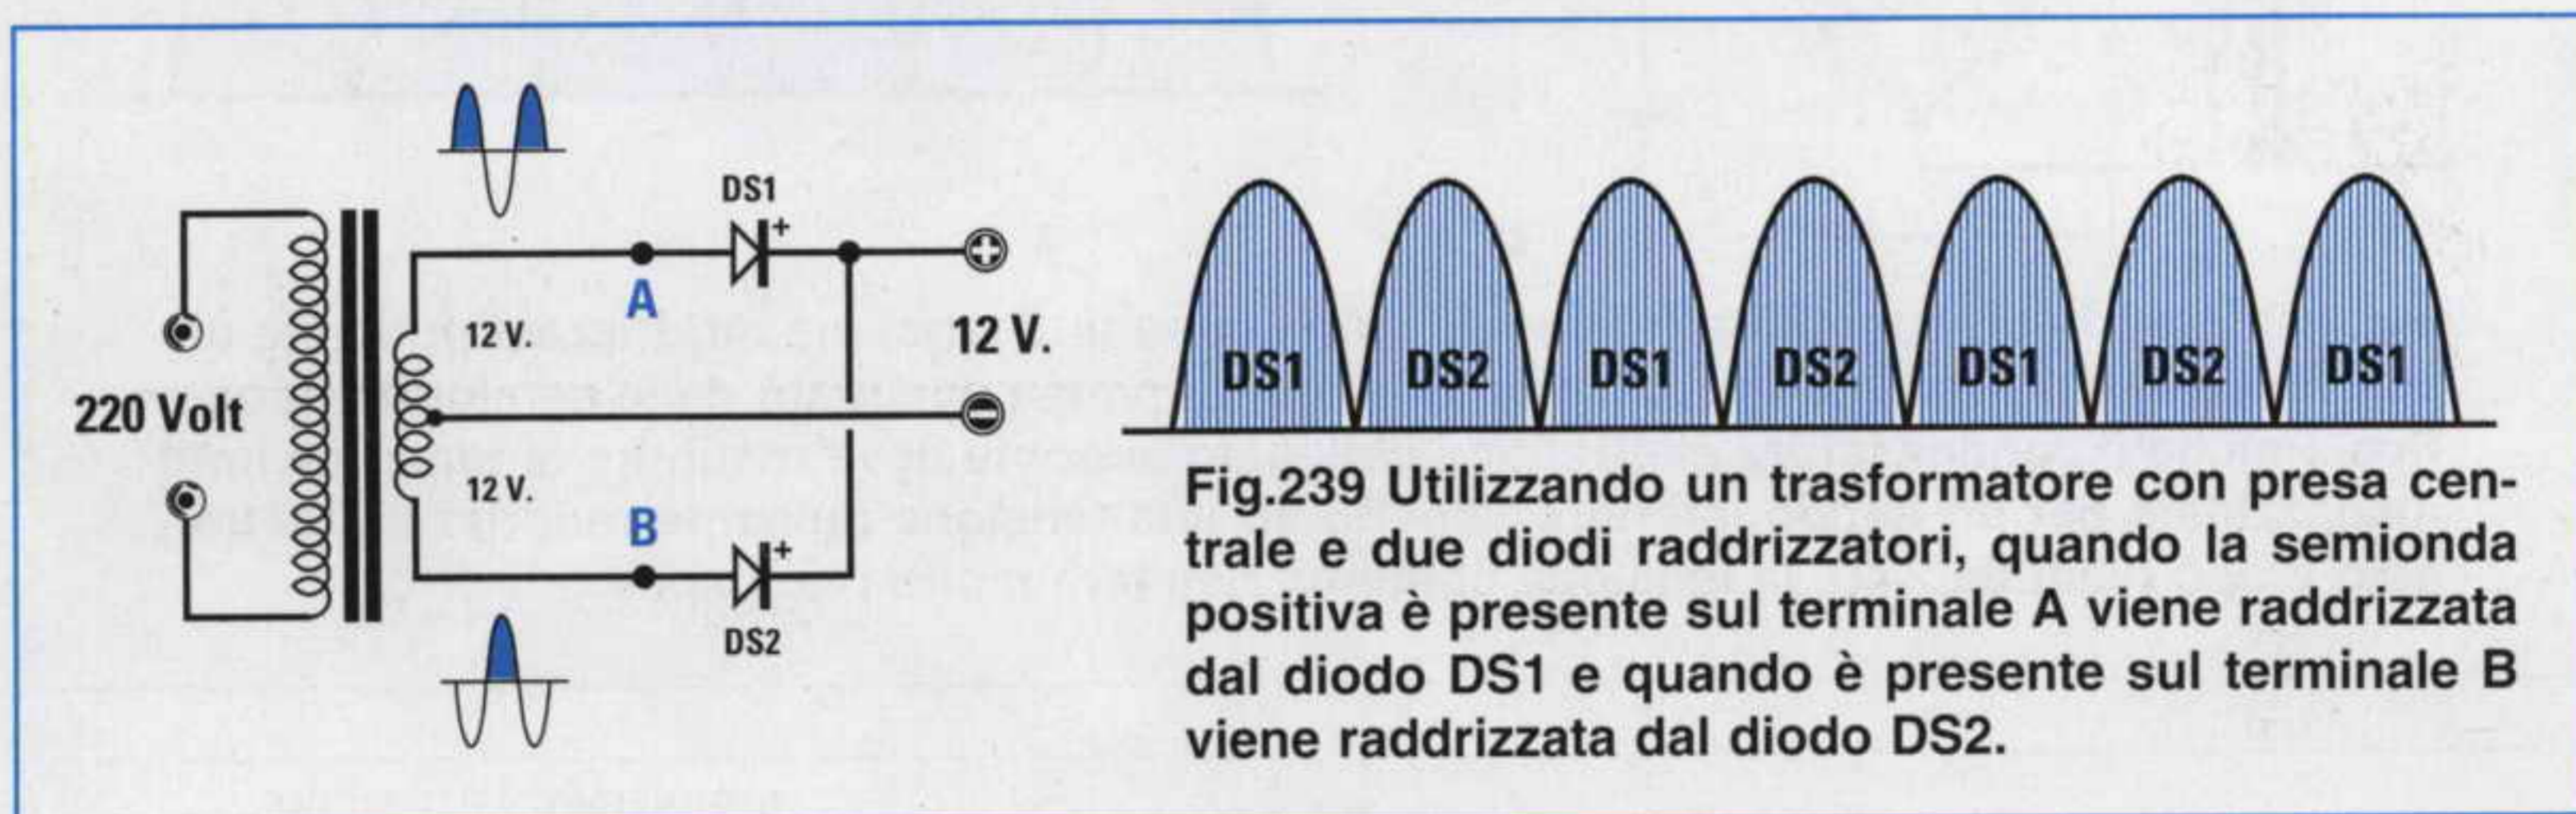 DS1
+
A
12 V.
12 V.
220 Volt
12 V.
B
+
DS2
DS1 DS2 DS1 DS2 DS1 DS2 DS1
Fig.239 Utilizzando un trasformatore con presa cen-
trale e due diodi raddrizzatori, quando la semionda
positiva è presente sul terminale A viene raddrizzata
dal diodo DS1 e quando è presente sul terminale B
viene raddrizzata dal diodo DS2.